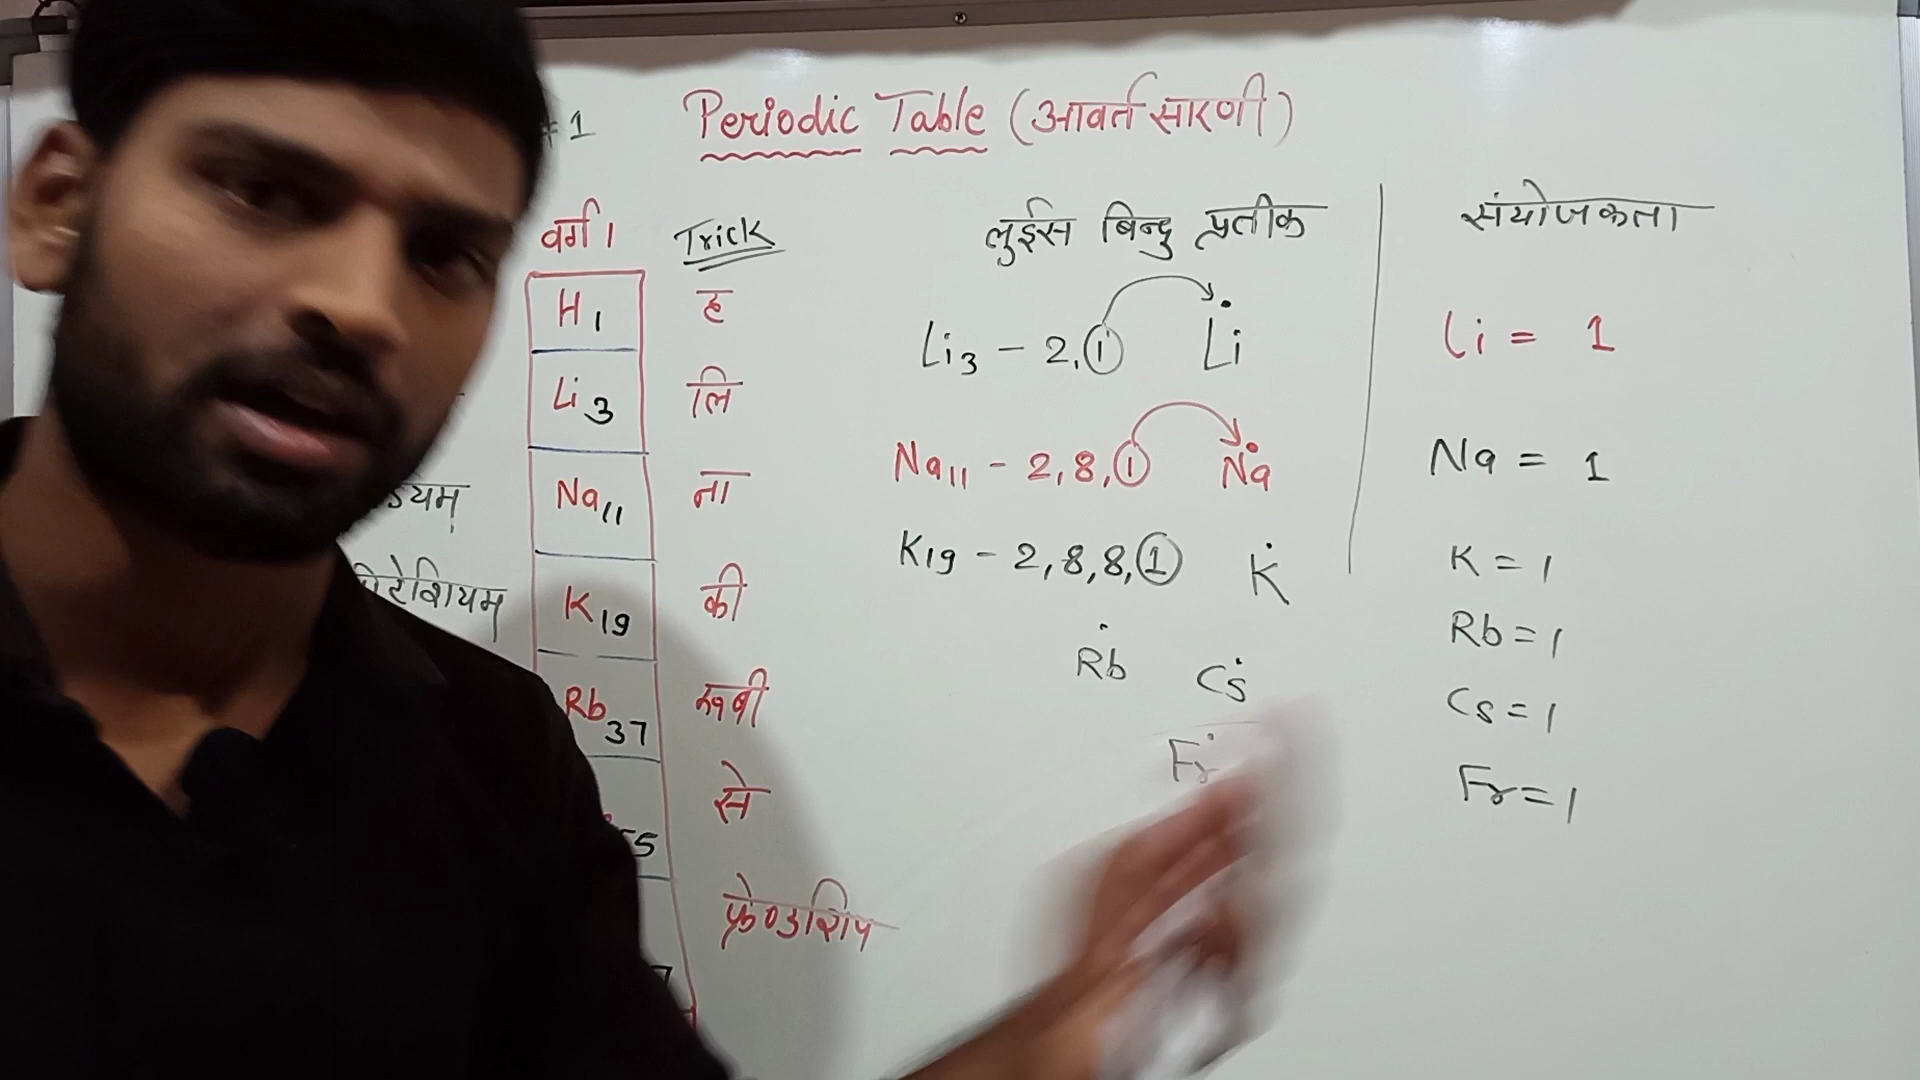 #1 Periodic Table (आवर्त सारणी)
वर्ग 1 Trick लुईस बिन्दु प्रतीक संयोजकता
H1 ह
Li3 लि Li3 - 2,1 Li Li = 1
Na11 ना Na11 - 2,8,1 Na Na = 1
K19 की K19 - 2,8,8,1 K K = 1
Rb37 रूबी Rb Cs Rb = 1
55 से Fr Cs = 1
फ्रेण्डशिप Fr = 1